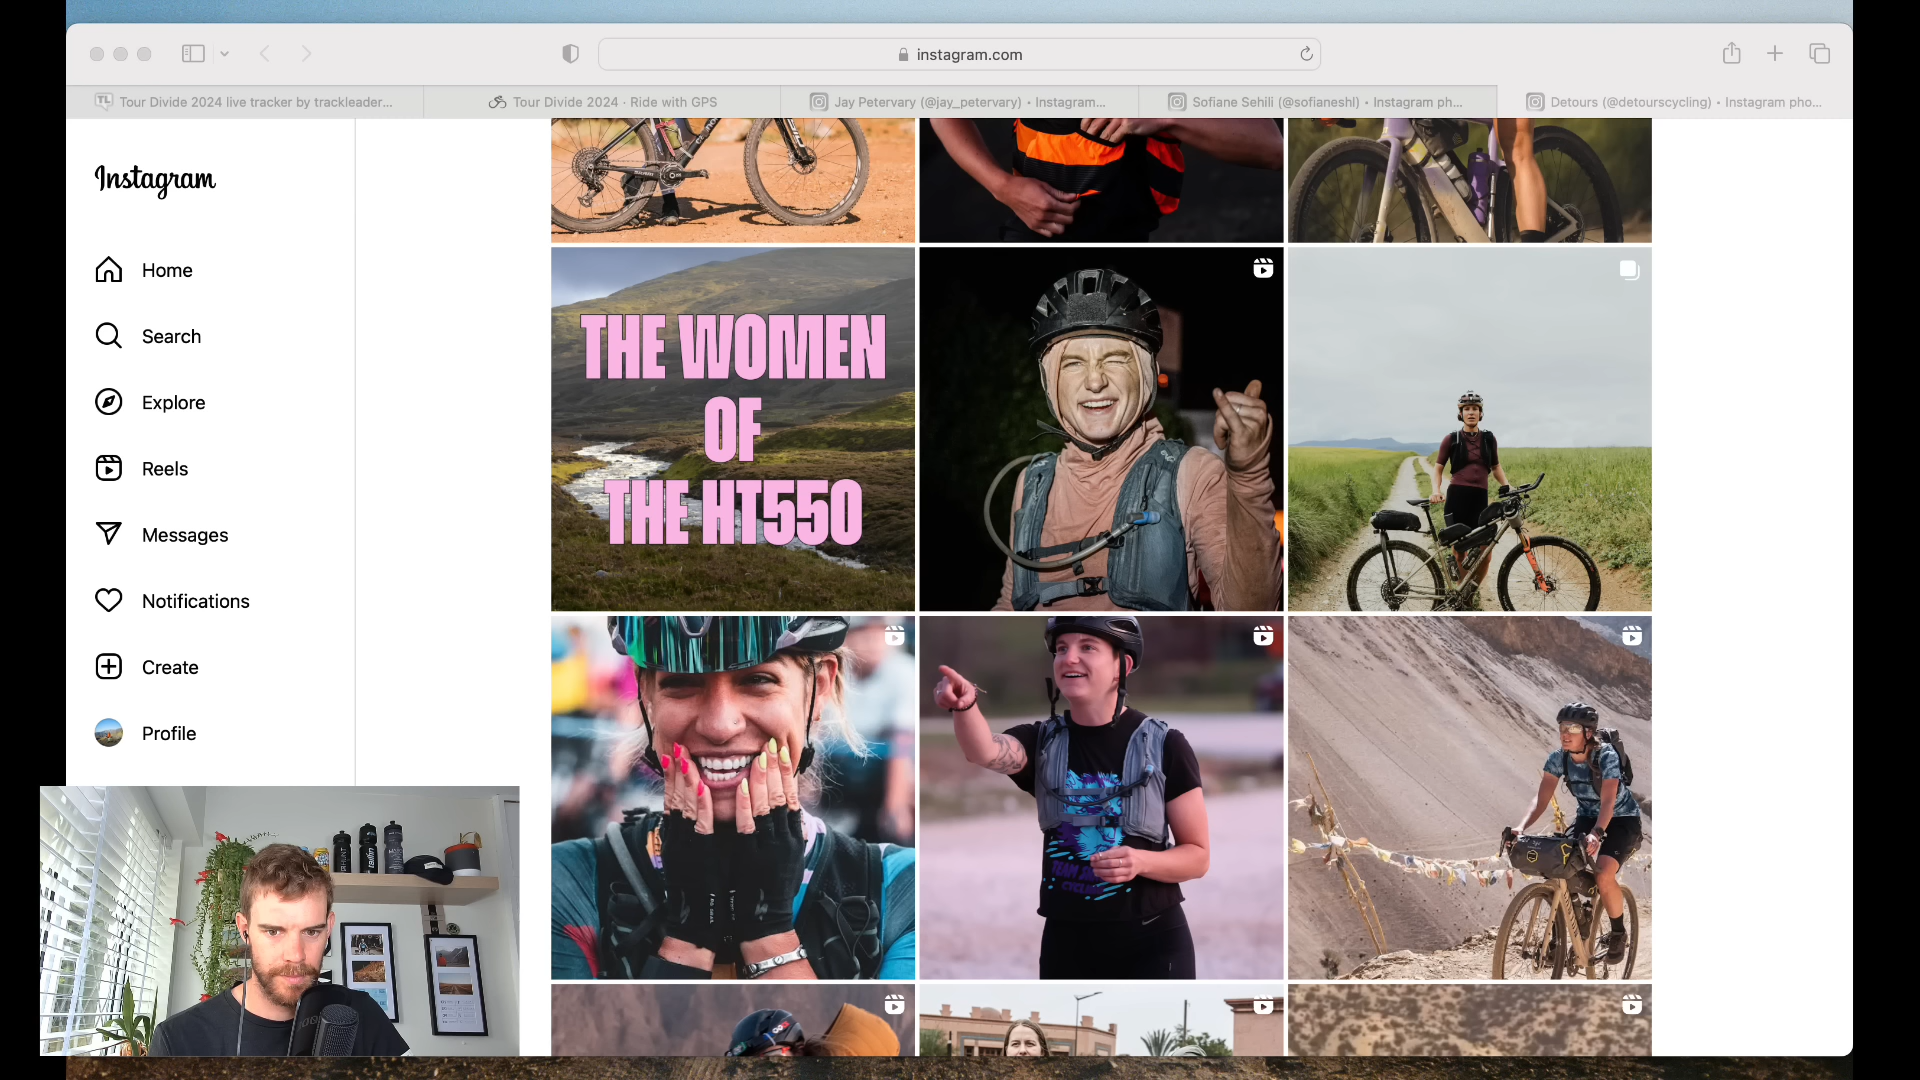 instagram.com
TL Tour Divide 2024 live tracker by trackleader...
Tour Divide 2024 · Ride with GPS
Jay Petervary (@jay_petervary) • Instagram...
Sofiane Sehili (@sofianeshl) • Instagram ph...
Detours (@detourscycling) • Instagram pho...
Instagram
Home
Search
Explore
Reels
Messages
Notifications
Create
Profile
THE WOMEN
OF
THE HT550